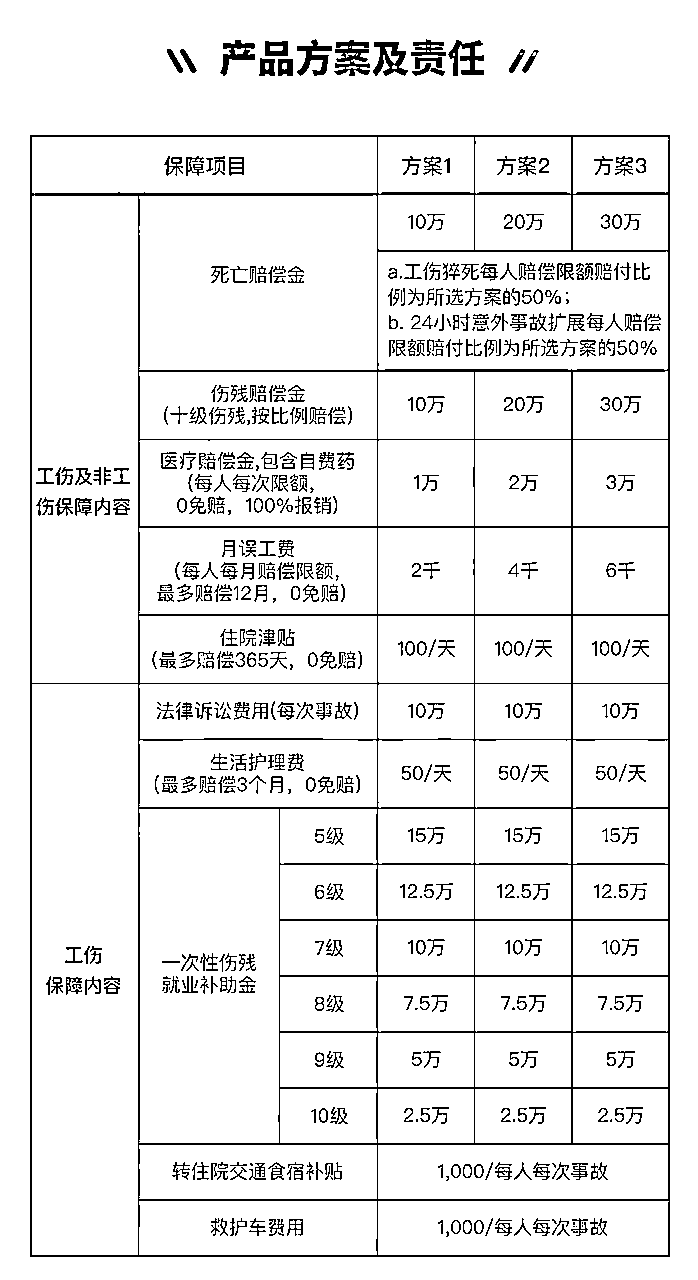 产品方案及责任
保障项目 方案1 方案2 方案3
工伤及非工
伤保障内容
死亡赔偿金
10万 20万 30万
a.工伤猝死每人赔偿限额赔付比
例为所选方案的50%；
b. 24小时意外事故扩展每人赔偿
限额赔付比例为所选方案的50%
伤残赔偿金
(十级伤残,按比例赔偿)
10万 20万 30万
医疗赔偿金,包含自费药
(每人每次限额,
0免赔，100%报销)
1万 2万 3万
月误工费
(每人每月赔偿限额,
最多赔偿12月，0免赔)
2千 4千 6千
住院津贴
(最多赔偿365天，0免赔)
100/天 100/天 100/天
工伤
保障内容
法律诉讼费用(每次事故) 10万 10万 10万
生活护理费
(最多赔偿3个月，0免赔)
50/天 50/天 50/天
一次性伤残
就业补助金
5级 15万 15万 15万
6级 12.5万 12.5万 12.5万
7级 10万 10万 10万
8级 7.5万 7.5万 7.5万
9级 5万 5万 5万
10级 2.5万 2.5万 2.5万
转住院交通食宿补贴 1,000/每人每次事故
救护车费用 1,000/每人每次事故